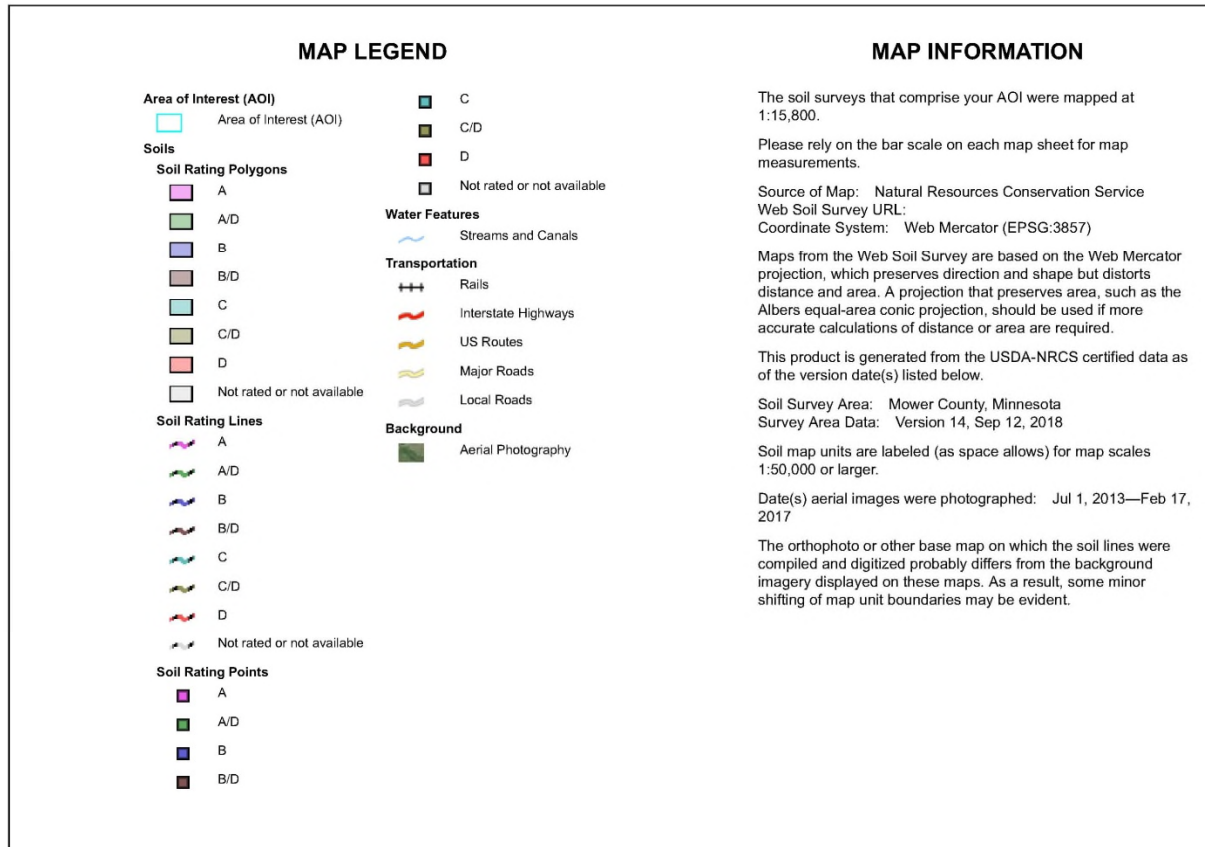 MAP LEGEND
Area of Interest (AOI)
Area of Interest (AOI)
Soils
Soil Rating Polygons
A
A/D
B
B/D
C
C/D
D
Not rated or not available
Soil Rating Lines
A
A/D
B
B/D
C
C/D
D
Not rated or not available
Soil Rating Points
A
A/D
B
B/D
C
C/D
D
Not rated or not available
Water Features
Streams and Canals
Transportation
Rails
Interstate Highways
US Routes
Major Roads
Local Roads
Background
Aerial Photography
MAP INFORMATION
The soil surveys that comprise your AOI were mapped at
1:15,800.
Please rely on the bar scale on each map sheet for map
measurements.
Source of Map: Natural Resources Conservation Service
Web Soil Survey URL:
Coordinate System: Web Mercator (EPSG:3857)
Maps from the Web Soil Survey are based on the Web Mercator
projection, which preserves direction and shape but distorts
distance and area. A projection that preserves area, such as the
Albers equal-area conic projection, should be used if more
accurate calculations of distance or area are required.
This product is generated from the USDA-NRCS certified data as
of the version date(s) listed below.
Soil Survey Area: Mower County, Minnesota
Survey Area Data: Version 14, Sep 12, 2018
Soil map units are labeled (as space allows) for map scales
1:50,000 or larger.
Date(s) aerial images were photographed: Jul 1, 2013—Feb 17,
2017
The orthophoto or other base map on which the soil lines were
compiled and digitized probably differs from the background
imagery displayed on these maps. As a result, some minor
shifting of map unit boundaries may be evident.